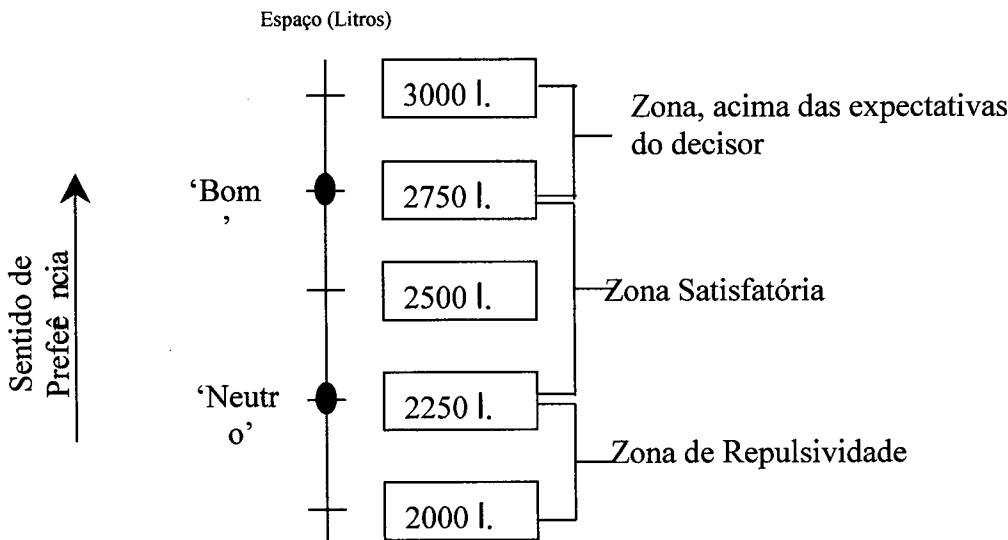 Espaço (Litros)
3000 l.
Zona, acima das expectativas
do decisor
‘Bom
’
2750 l.
Sentido de
Prefeê ncia
2500 l.
Zona Satisfatória
‘Neutr
o’
2250 l.
Zona de Repulsividade
2000 l.